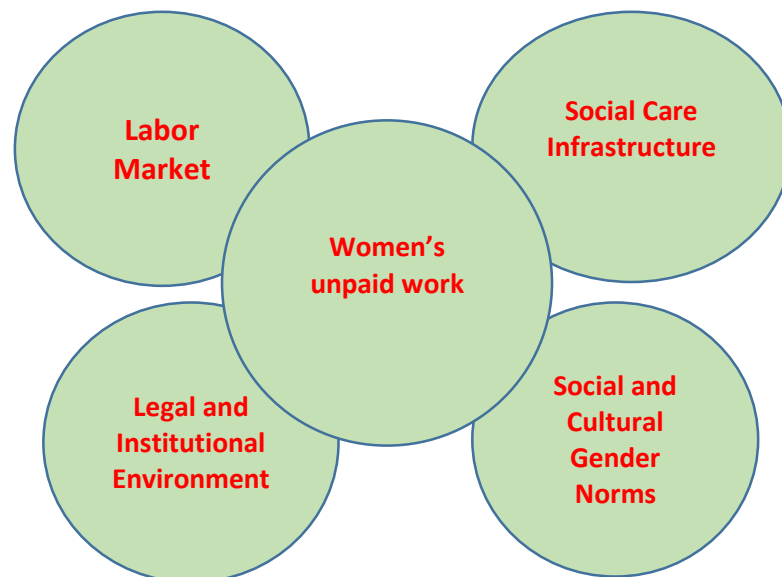 Labor
Market
Social Care
Infrastructure
Women’s
unpaid work
Legal and
Institutional
Environment
Social and
Cultural
Gender
Norms